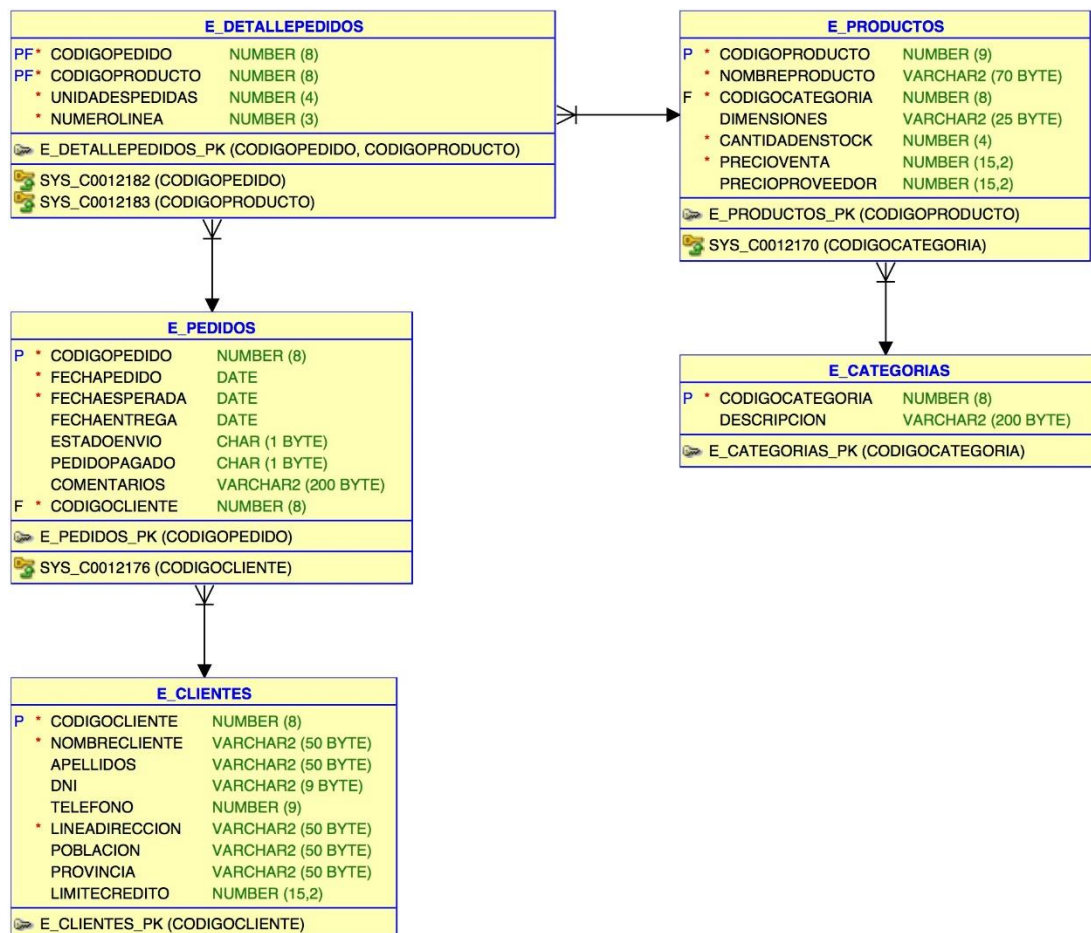 E_DETALLEPEDIDOS
PF * CODIGOPEDIDO NUMBER (8)
PF * CODIGOPRODUCTO NUMBER (8)
* UNIDADESPEDIDAS NUMBER (4)
* NUMEROLINEA NUMBER (3)
E_DETALLEPEDIDOS_PK (CODIGOPEDIDO, CODIGOPRODUCTO)
SYS_C0012182 (CODIGOPEDIDO)
SYS_C0012183 (CODIGOPRODUCTO)
E_PRODUCTOS
P * CODIGOPRODUCTO NUMBER (9)
* NOMBREPRODUCTO VARCHAR2 (70 BYTE)
F * CODIGOCATEGORIA NUMBER (8)
DIMENSIONES VARCHAR2 (25 BYTE)
* CANTIDADENSTOCK NUMBER (4)
* PRECIOVENTA NUMBER (15,2)
PRECIOPROVEEDOR NUMBER (15,2)
E_PRODUCTOS_PK (CODIGOPRODUCTO)
SYS_C0012170 (CODIGOCATEGORIA)
E_PEDIDOS
P * CODIGOPEDIDO NUMBER (8)
* FECHAPEDIDO DATE
* FECHAESPERADA DATE
FECHAENTREGA DATE
ESTADOENVIO CHAR (1 BYTE)
PEDIDOPAGADO CHAR (1 BYTE)
COMENTARIOS VARCHAR2 (200 BYTE)
F * CODIGOCLIENTE NUMBER (8)
E_PEDIDOS_PK (CODIGOPEDIDO)
SYS_C0012176 (CODIGOCLIENTE)
E_CATEGORIAS
P * CODIGOCATEGORIA NUMBER (8)
DESCRIPCION VARCHAR2 (200 BYTE)
E_CATEGORIAS_PK (CODIGOCATEGORIA)
E_CLIENTES
P * CODIGOCLIENTE NUMBER (8)
* NOMBRECLIENTE VARCHAR2 (50 BYTE)
APELLIDOS VARCHAR2 (50 BYTE)
DNI VARCHAR2 (9 BYTE)
TELEFONO NUMBER (9)
* LINEADIRECCION VARCHAR2 (50 BYTE)
POBLACION VARCHAR2 (50 BYTE)
PROVINCIA VARCHAR2 (50 BYTE)
LIMITECREDITO NUMBER (15,2)
E_CLIENTES_PK (CODIGOCLIENTE)